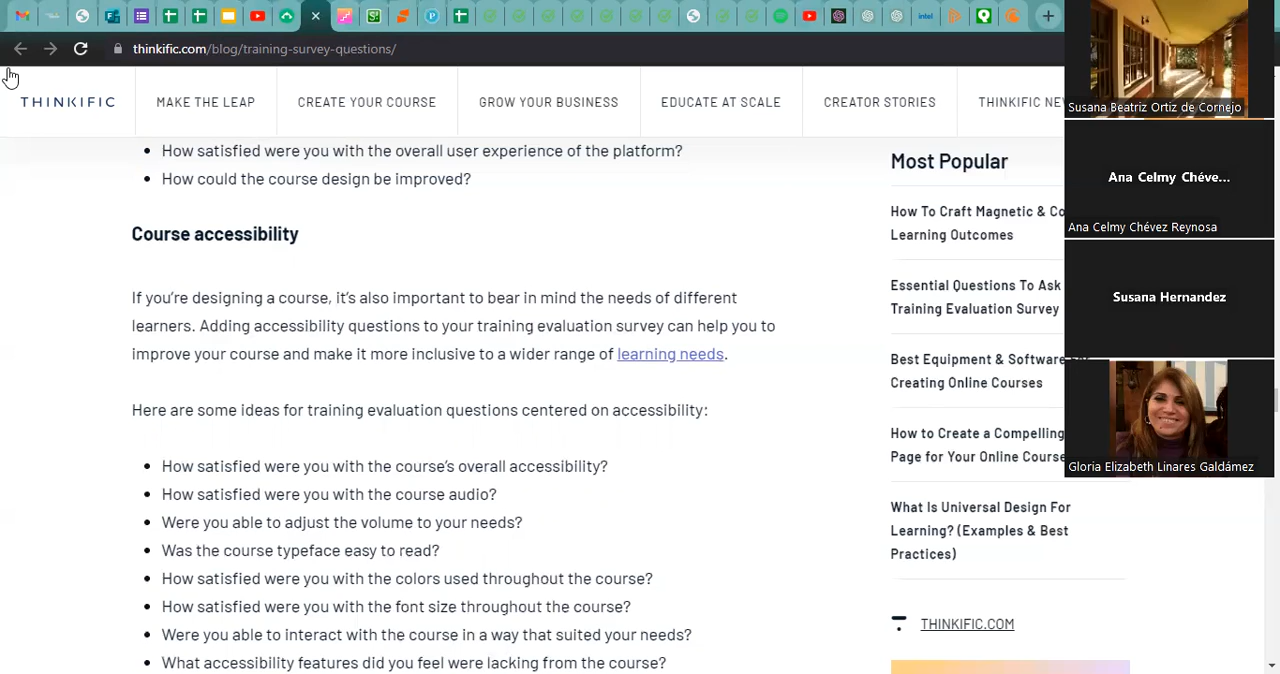 thinkific.com/blog/training-survey-questions/
THINKIFIC
MAKE THE LEAP
CREATE YOUR COURSE
GROW YOUR BUSINESS
EDUCATE AT SCALE
CREATOR STORIES
THINKIFIC
How satisfied were you with the overall user experience of the platform?
How could the course design be improved?
Course accessibility
If you’re designing a course, it’s also important to bear in mind the needs of different
learners. Adding accessibility questions to your training evaluation survey can help you to
improve your course and make it more inclusive to a wider range of learning needs.
Here are some ideas for training evaluation questions centered on accessibility:
How satisfied were you with the course’s overall accessibility?
How satisfied were you with the course audio?
Were you able to adjust the volume to your needs?
Was the course typeface easy to read?
How satisfied were you with the colors used throughout the course?
How satisfied were you with the font size throughout the course?
Were you able to interact with the course in a way that suited your needs?
What accessibility features did you feel were lacking from the course?
Most Popular
How To Craft Magnetic &
Learning Outcomes
Essential Questions To Ask
Training Evaluation Survey
Best Equipment & Software
Creating Online Courses
How to Create a Compelling
Page for Your Online Course
What Is Universal Design For
Learning? (Examples & Best
Practices)
THINKIFIC.COM
Susana Beatriz Ortiz de Cornejo
Ana Celmy Chéve...
Ana Celmy Chévez Reynosa
Susana Hernandez
Gloria Elizabeth Linares Galdámez